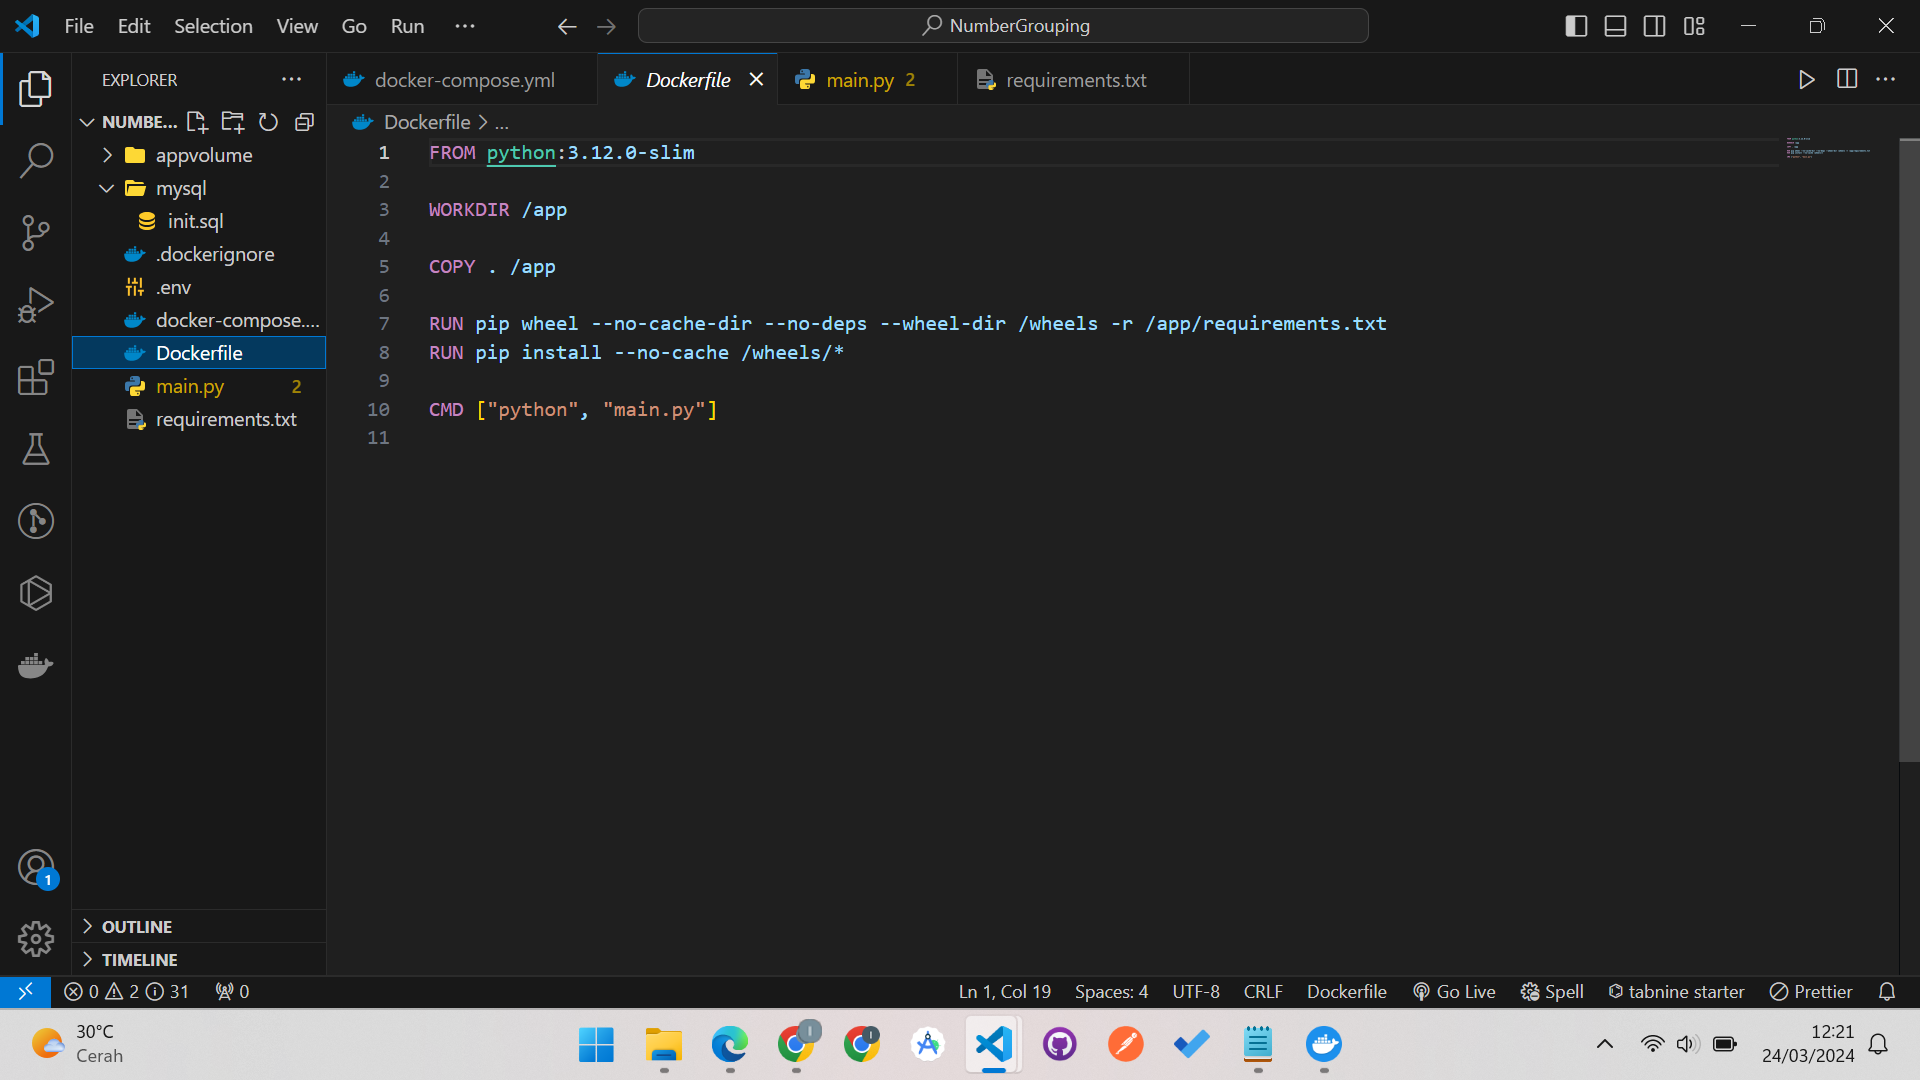 File Edit Selection View Go Run
NumberGrouping
EXPLORER
docker-compose.yml
Dockerfile
main.py 2
requirements.txt
NUMBE...
Dockerfile > ...
appvolume
mysql
init.sql
.dockerignore
.env
docker-compose....
Dockerfile
main.py 2
requirements.txt
OUTLINE
TIMELINE
1 FROM python:3.12.0-slim
2
3 WORKDIR /app
4
5 COPY . /app
6
7 RUN pip wheel --no-cache-dir --no-deps --wheel-dir /wheels -r /app/requirements.txt
8 RUN pip install --no-cache /wheels/*
9
10 CMD ["python", "main.py"]
11
1
0 2 31 0
Ln 1, Col 19 Spaces: 4 UTF-8 CRLF Dockerfile Go Live Spell tabnine starter Prettier
30°C
Cerah
12:21
24/03/2024